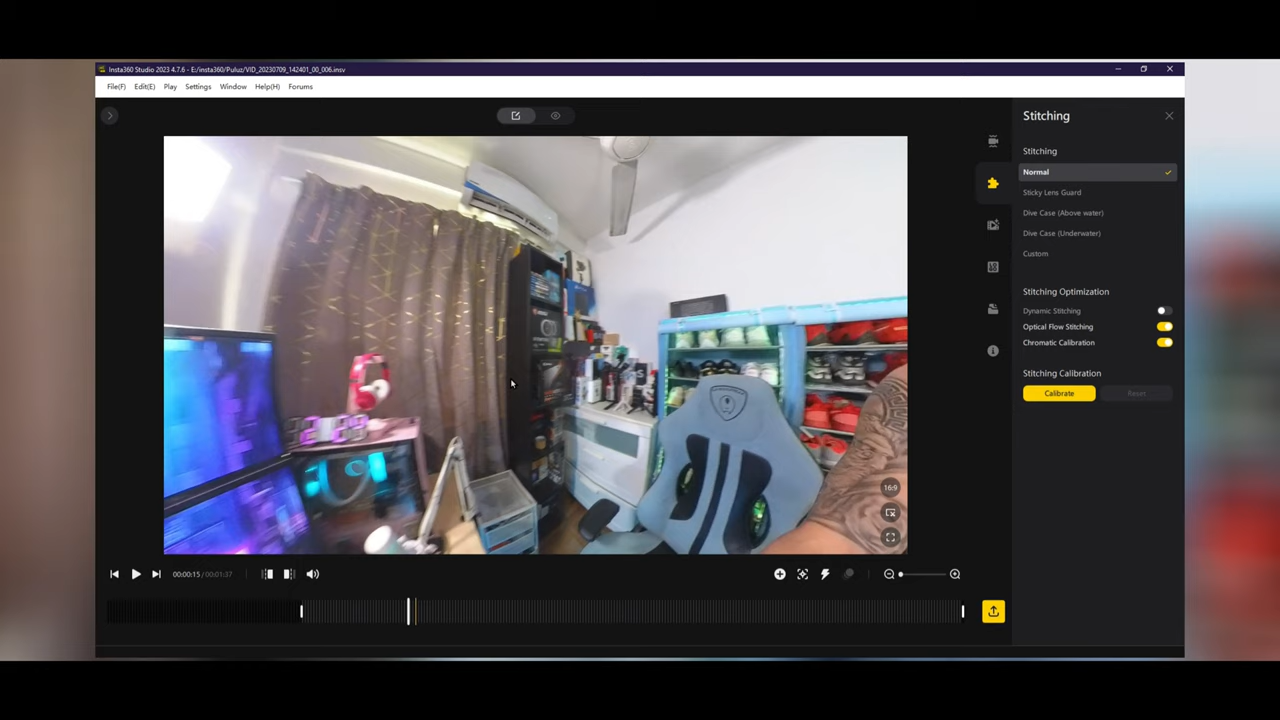 Insta360 Studio 2023 4.7.6 - E:/insta360/Puluz/VID_20230709_142401_00_006.insv
File(F) Edit(E) Play Settings Window Help(H) Forums
Stitching
Stitching
Normal
Sticky Lens Guard
Dive Case (Above water)
Dive Case (Underwater)
Custom
Stitching Optimization
Dynamic Stitching
Optical Flow Stitching
Chromatic Calibration
Stitching Calibration
Calibrate Reset
16:9
00:00:15 / 00:01:37